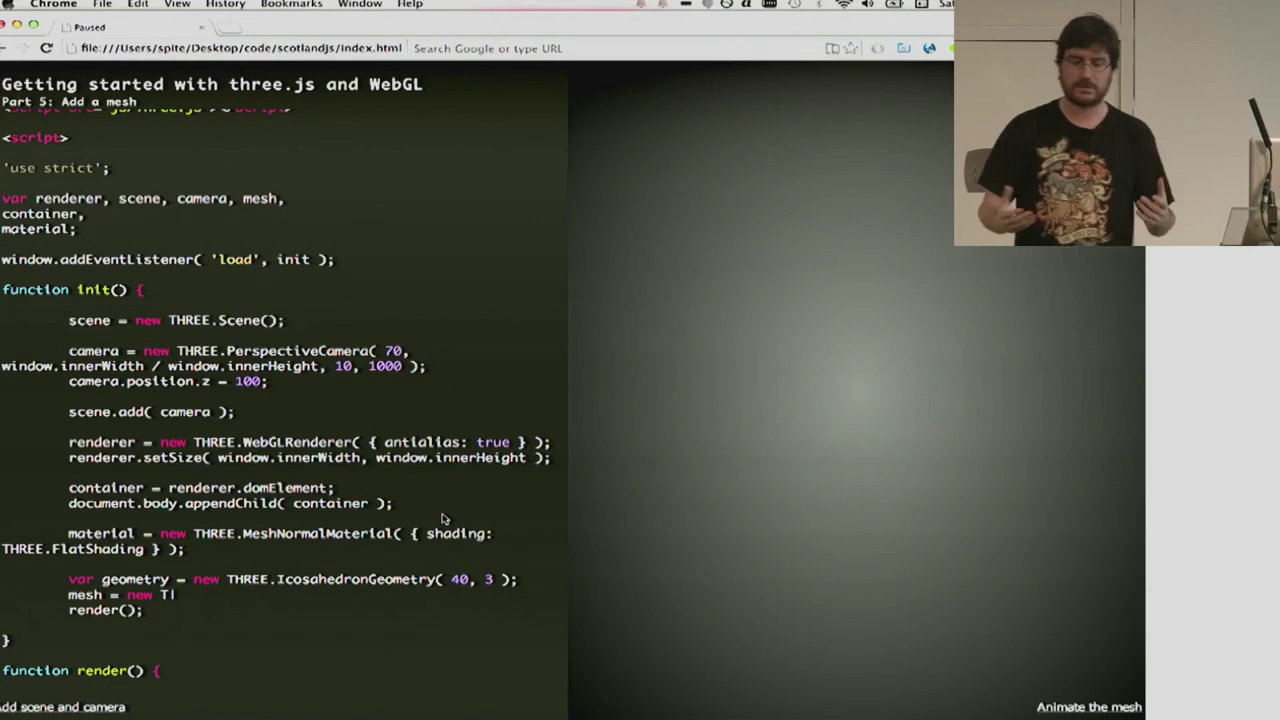 Chrome File Edit View History Bookmarks Window Help
Paused
file:///Users/spite/Desktop/code/scotlandjs/index.html Search Google or type URL
Getting started with three.js and WebGL
Part 5: Add a mesh
<script>
'use strict';
var renderer, scene, camera, mesh,
container,
material;
window.addEventListener( 'load', init );
function init() {
scene = new THREE.Scene();
camera = new THREE.PerspectiveCamera( 70,
window.innerWidth / window.innerHeight, 10, 1000 );
camera.position.z = 100;
scene.add( camera );
renderer = new THREE.WebGLRenderer( { antialias: true } );
renderer.setSize( window.innerWidth, window.innerHeight );
container = renderer.domElement;
document.body.appendChild( container );
material = new THREE.MeshNormalMaterial( { shading:
THREE.FlatShading } );
var geometry = new THREE.IcosahedronGeometry( 40, 3 );
mesh = new T
render();
}
function render() {
Add scene and camera
Animate the mesh